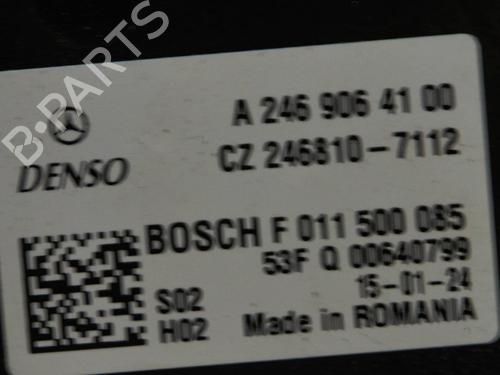 A 246 906 41 00
CZ 246810-7112
DENSO
BOSCH F 011 500 085
53F Q 00640799
15-01-24
S02
H02
Made in ROMANIA
B-PARTS